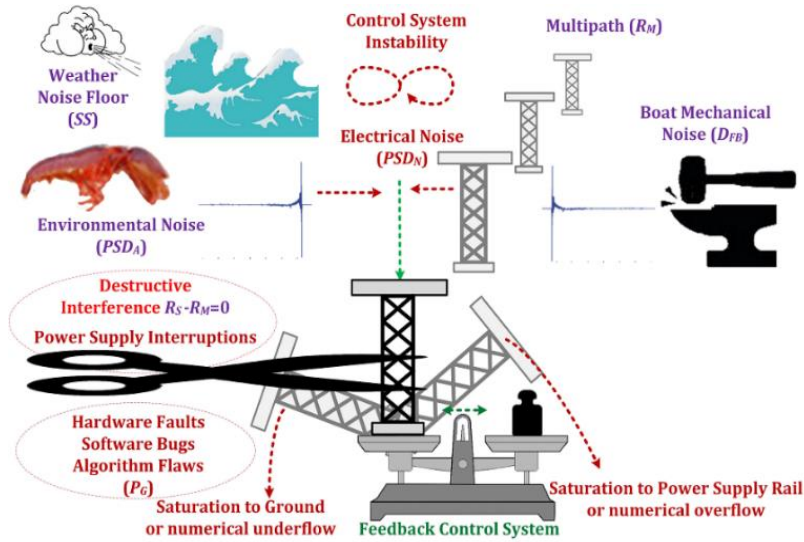 Weather
Noise Floor
(SS)
Control System
Instability
Multipath (R_M)
Boat Mechanical
Noise (D_FB)
Electrical Noise
(PSD_N)
Environmental Noise
(PSD_A)
Destructive
Interference R_S-R_M=0
Power Supply Interruptions
Hardware Faults
Software Bugs
Algorithm Flaws
(P_G)
Saturation to Ground
or numerical underflow
Feedback Control System
Saturation to Power Supply Rail
or numerical overflow